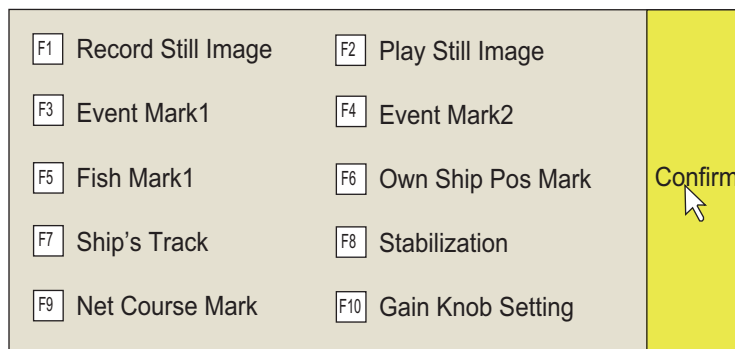 F1 Record Still Image F2 Play Still Image
F3 Event Mark1 F4 Event Mark2
F5 Fish Mark1 F6 Own Ship Pos Mark Confirm
F7 Ship's Track F8 Stabilization
F9 Net Course Mark F10 Gain Knob Setting